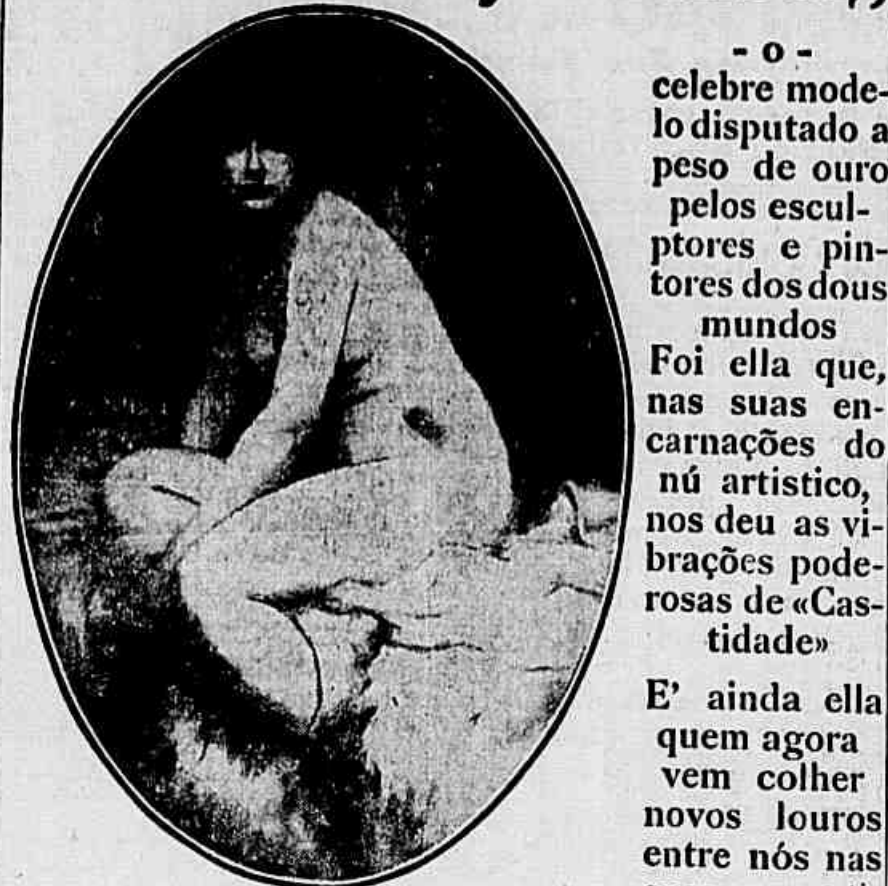 - o -
celebre mode-
lo disputado a
peso de ouro
pelos escul-
ptores e pin-
tores dos dous
mundos
Foi ella que,
nas suas en-
carnações do
nú artistico,
nos deu as vi-
brações pode-
rosas de «Cas-
tidade»
E' ainda ella
quem agora
vem colher
novos louros
entre nós nas